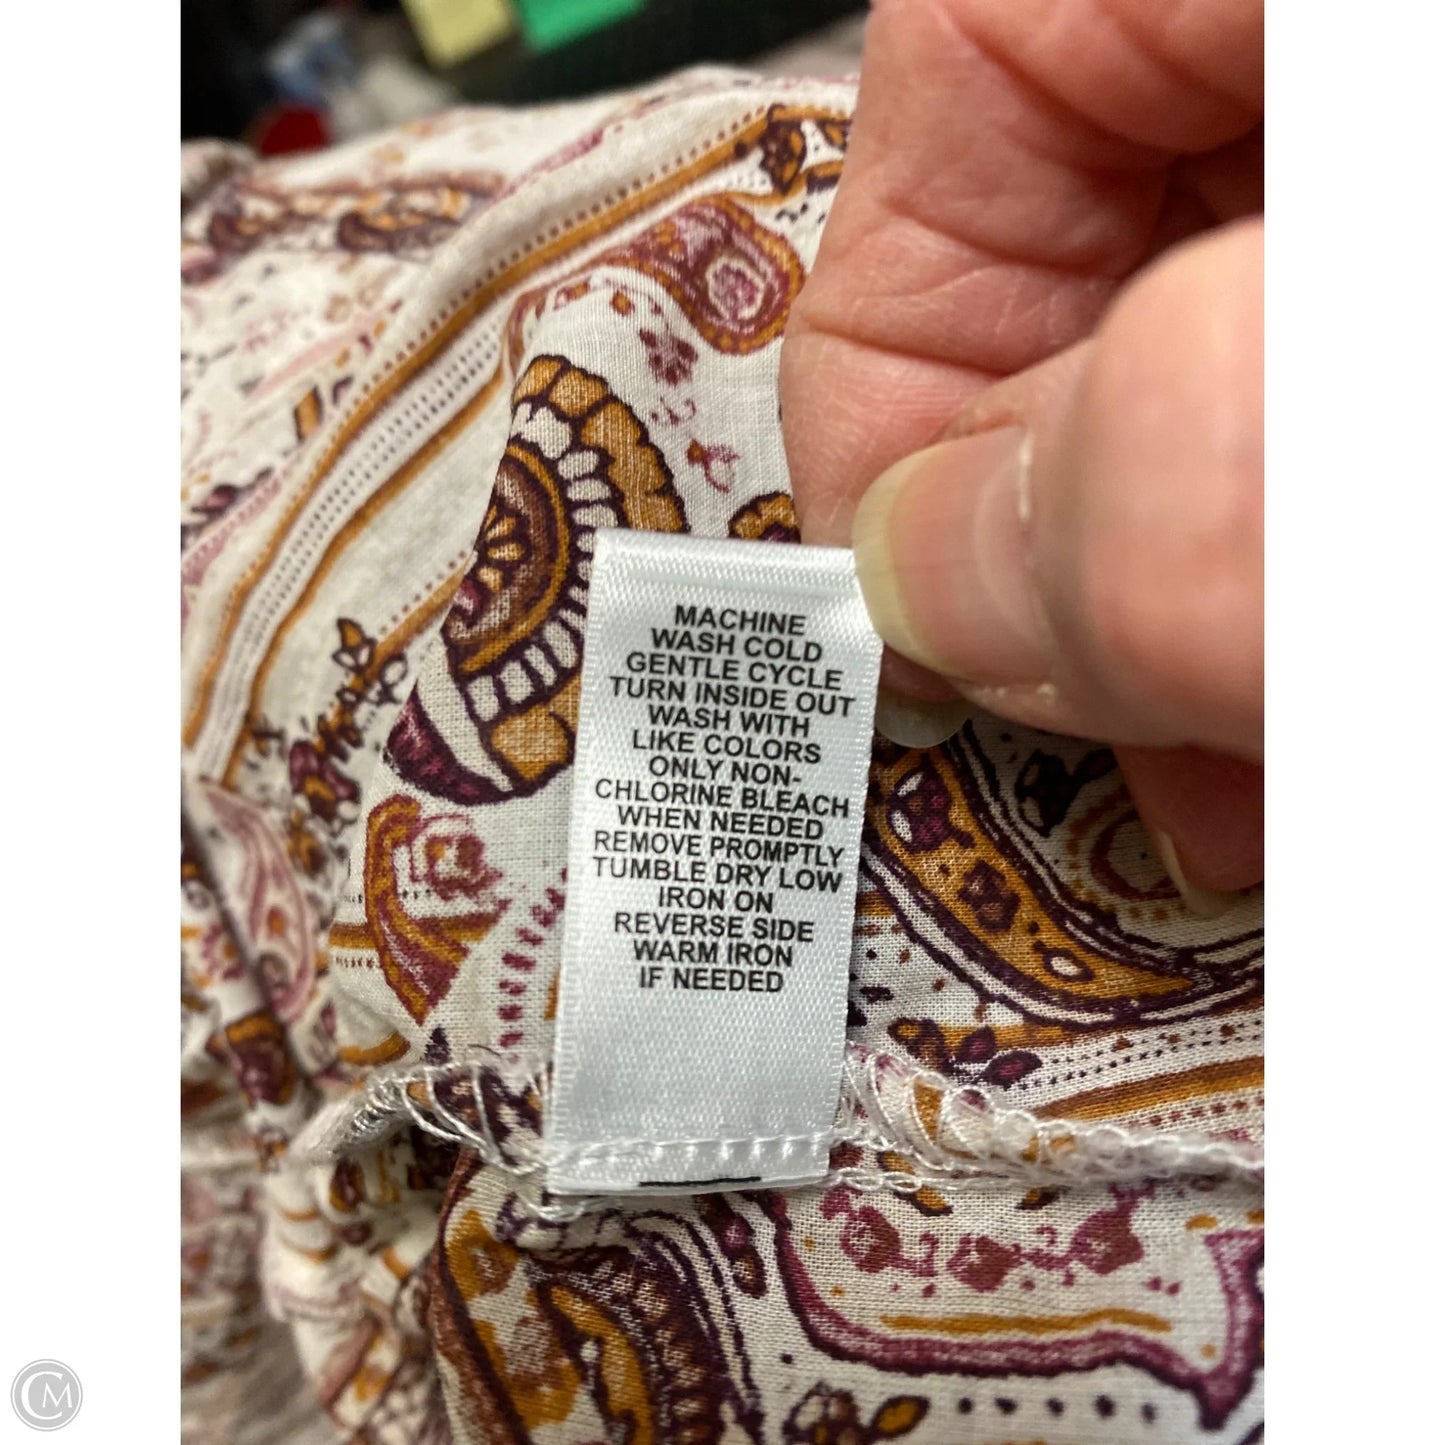 MACHINE
WASH COLD
GENTLE CYCLE
TURN INSIDE OUT
WASH WITH
LIKE COLORS
ONLY NON-
CHLORINE BLEACH
WHEN NEEDED
REMOVE PROMPTLY
TUMBLE DRY LOW
IRON ON
REVERSE SIDE
WARM IRON
IF NEEDED
CM